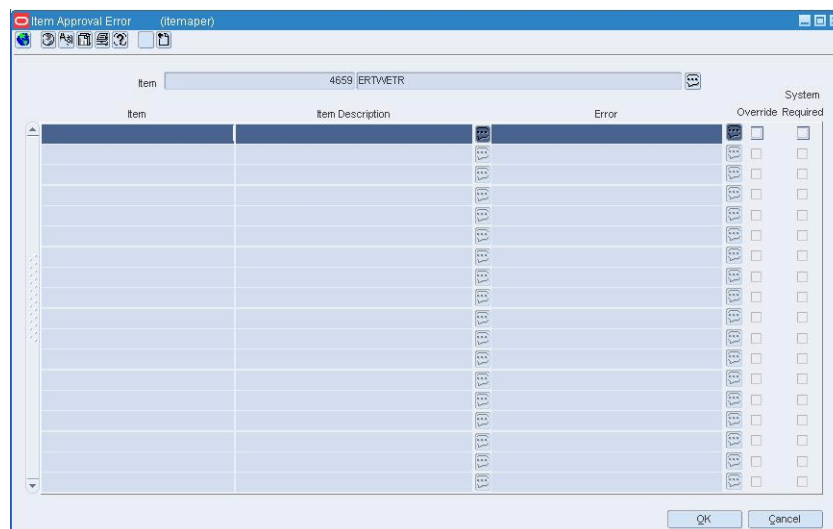 Item Approval Error (itemaper)
Item 4659 ERTWETR
System
Item Item Description Error Override Required
OK Cancel